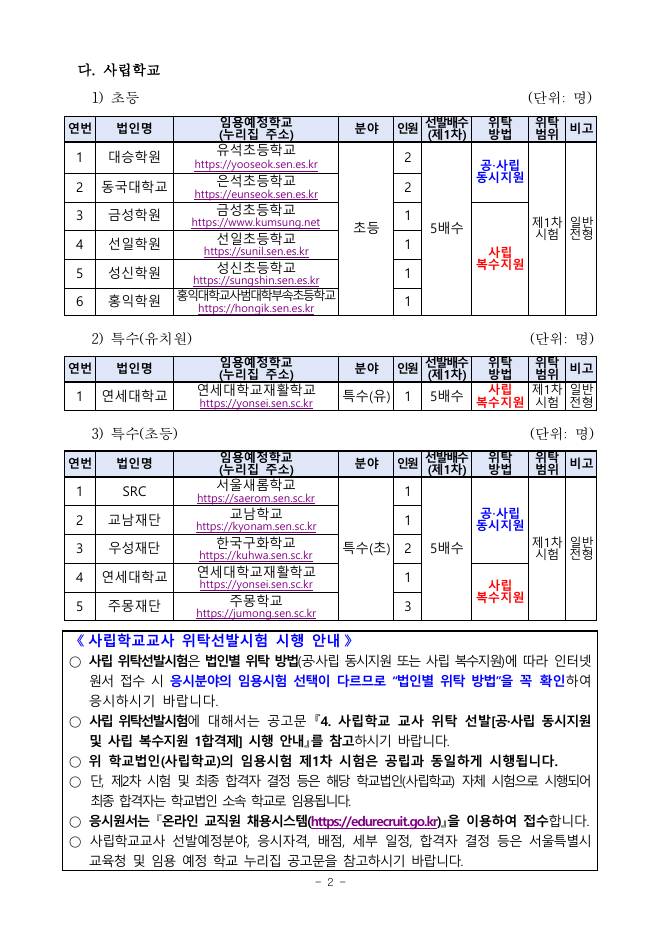 다. 사립학교
1) 초등 (단위: 명)
연번 법인명 임용예정학교 (누리집 주소) 분야 인원 선발배수 (제1차) 위탁 방법 위탁 범위 비고
1 대승학원 유석초등학교 https://yooseok.sen.es.kr 초등 2 5배수 공·사립 동시지원 제1차 시험 일반 전형
2 동국대학교 은석초등학교 https://eunseok.sen.es.kr 2
3 금성학원 금성초등학교 https://www.kumsung.net 1 사립 복수지원
4 선일학원 선일초등학교 https://sunil.sen.es.kr 1
5 성신학원 성신초등학교 https://sungshin.sen.es.kr 1
6 홍익학원 홍익대학교사범대학부속초등학교 https://hongik.sen.es.kr 1
2) 특수(유치원) (단위: 명)
연번 법인명 임용예정학교 (누리집 주소) 분야 인원 선발배수 (제1차) 위탁 방법 위탁 범위 비고
1 연세대학교 연세대학교재활학교 https://yonsei.sen.sc.kr 특수(유) 1 5배수 사립 복수지원 제1차 시험 일반 전형
3) 특수(초등) (단위: 명)
연번 법인명 임용예정학교 (누리집 주소) 분야 인원 선발배수 (제1차) 위탁 방법 위탁 범위 비고
1 SRC 서울새롬학교 https://saerom.sen.sc.kr 특수(초) 1 5배수 공·사립 동시지원 제1차 시험 일반 전형
2 교남재단 교남학교 https://kyonam.sen.sc.kr 1
3 우성재단 한국구화학교 https://kuhwa.sen.sc.kr 2
4 연세대학교 연세대학교재활학교 https://yonsei.sen.sc.kr 1 사립 복수지원
5 주몽재단 주몽학교 https://jumong.sen.sc.kr 3
《 사립학교교사 위탁선발시험 시행 안내 》
○ 사립 위탁선발시험은 법인별 위탁 방법(공·사립 동시지원 또는 사립 복수지원)에 따라 인터넷
원서 접수 시 응시분야의 임용시험 선택이 다르므로 “법인별 위탁 방법”을 꼭 확인하여
응시하시기 바랍니다.
○ 사립 위탁선발시험에 대해서는 공고문 『4. 사립학교 교사 위탁 선발[공·사립 동시지원
및 사립 복수지원 1합격제] 시행 안내』를 참고하시기 바랍니다.
○ 위 학교법인(사립학교)의 임용시험 제1차 시험은 공립과 동일하게 시행됩니다.
○ 단, 제2차 시험 및 최종 합격자 결정 등은 해당 학교법인(사립학교) 자체 시험으로 시행되어
최종 합격자는 학교법인 소속 학교로 임용됩니다.
○ 응시원서는 『온라인 교직원 채용시스템(https://edurecruit.go.kr)』을 이용하여 접수합니다.
○ 사립학교교사 선발예정분야, 응시자격, 배점, 세부 일정, 합격자 결정 등은 서울특별시
교육청 및 임용 예정 학교 누리집 공고문을 참고하시기 바랍니다.
- 2 -